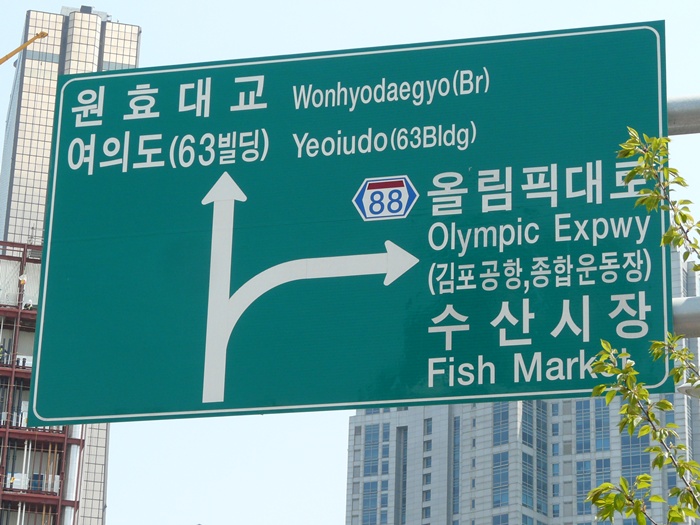 원효대교 Wonhyodaegyo(Br)
여의도(63빌딩) Yeoiudo(63Bldg)
88 올림픽대로
Olympic Expwy
(김포공항,종합운동장)
수산시장
Fish Market